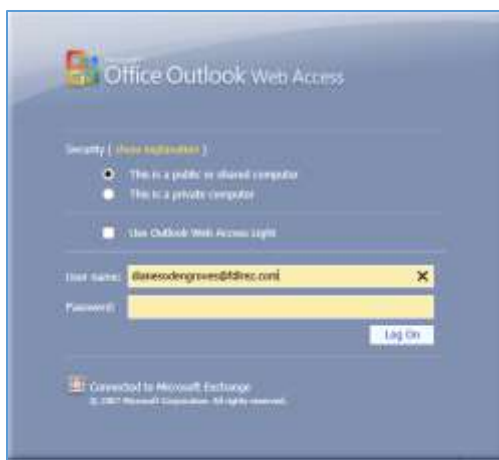 Microsoft
Office Outlook Web Access
Security ( show explanation )
This is a public or shared computer
This is a private computer
Use Outlook Web Access Light
User name:
Password:
Log On
Connected to Microsoft Exchange
© 2007 Microsoft Corporation. All rights reserved.